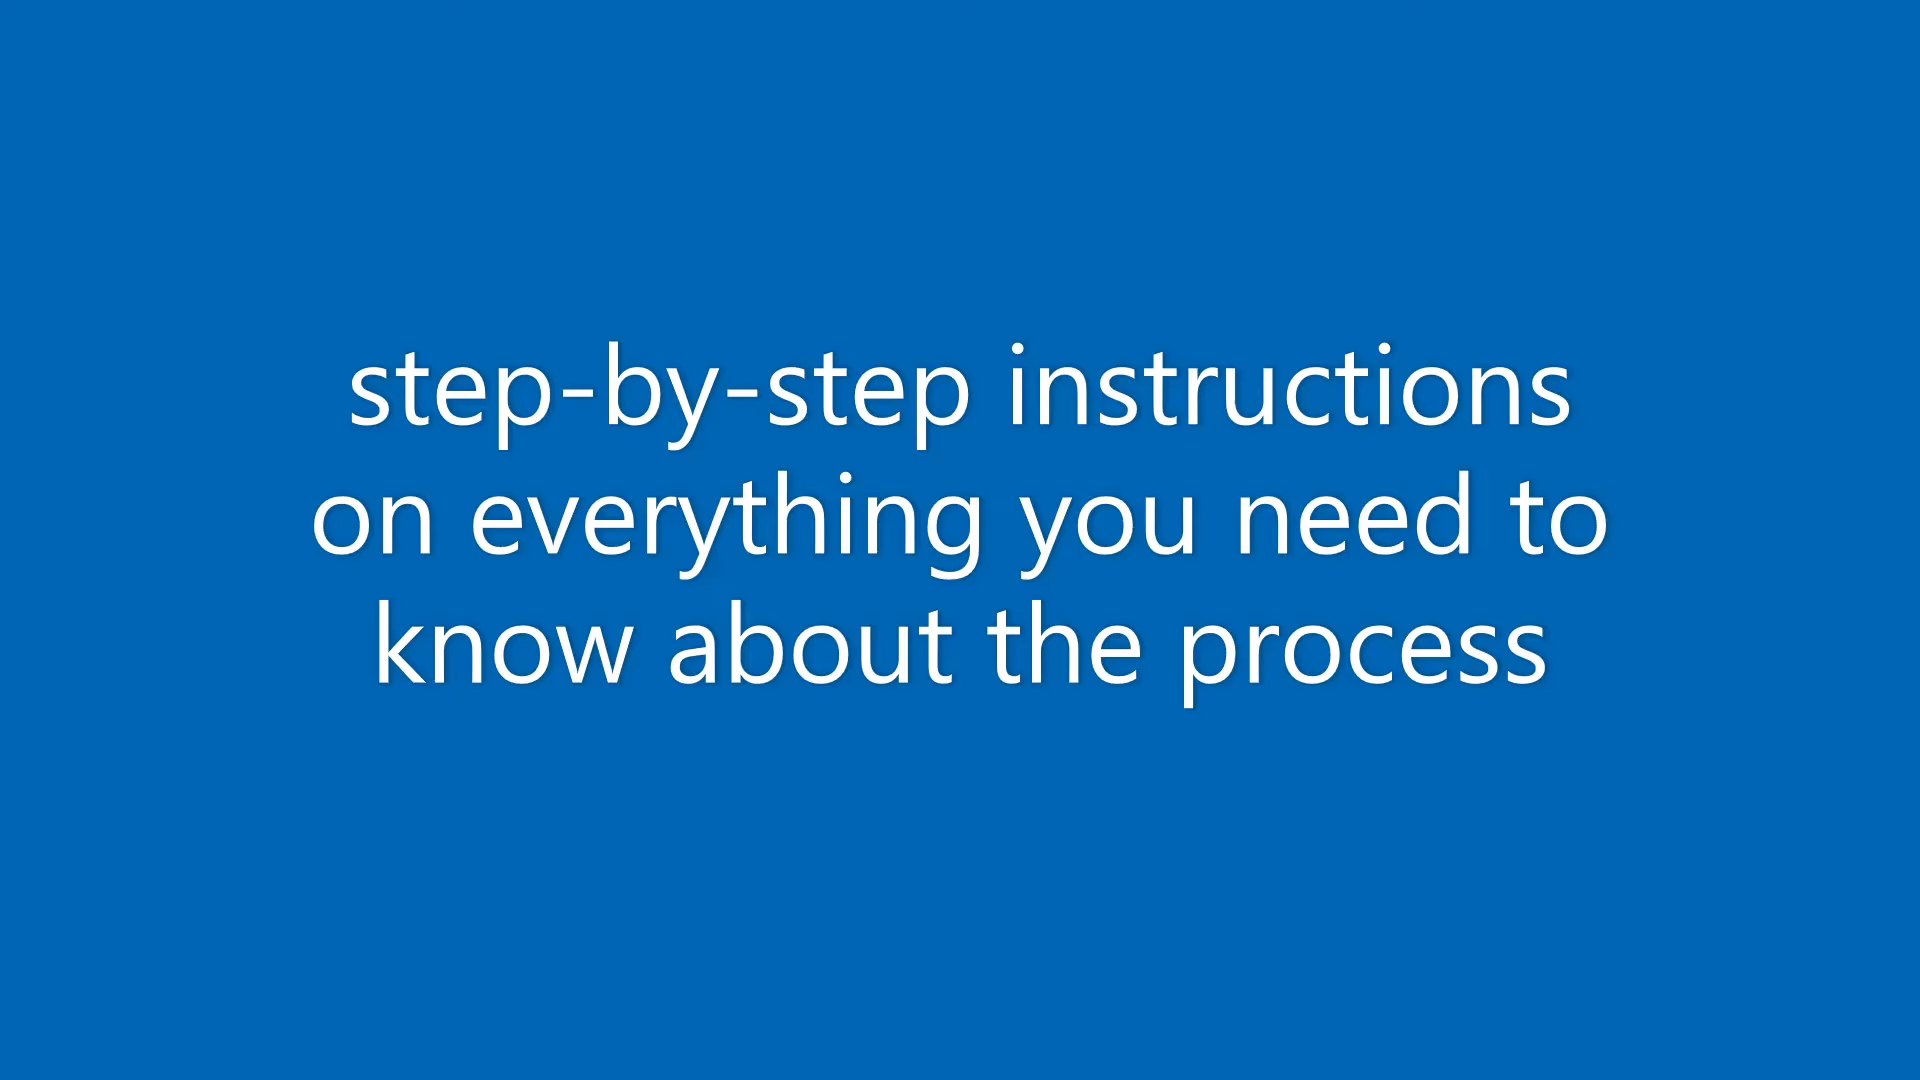 step-by-step instructions
on everything you need to
know about the process